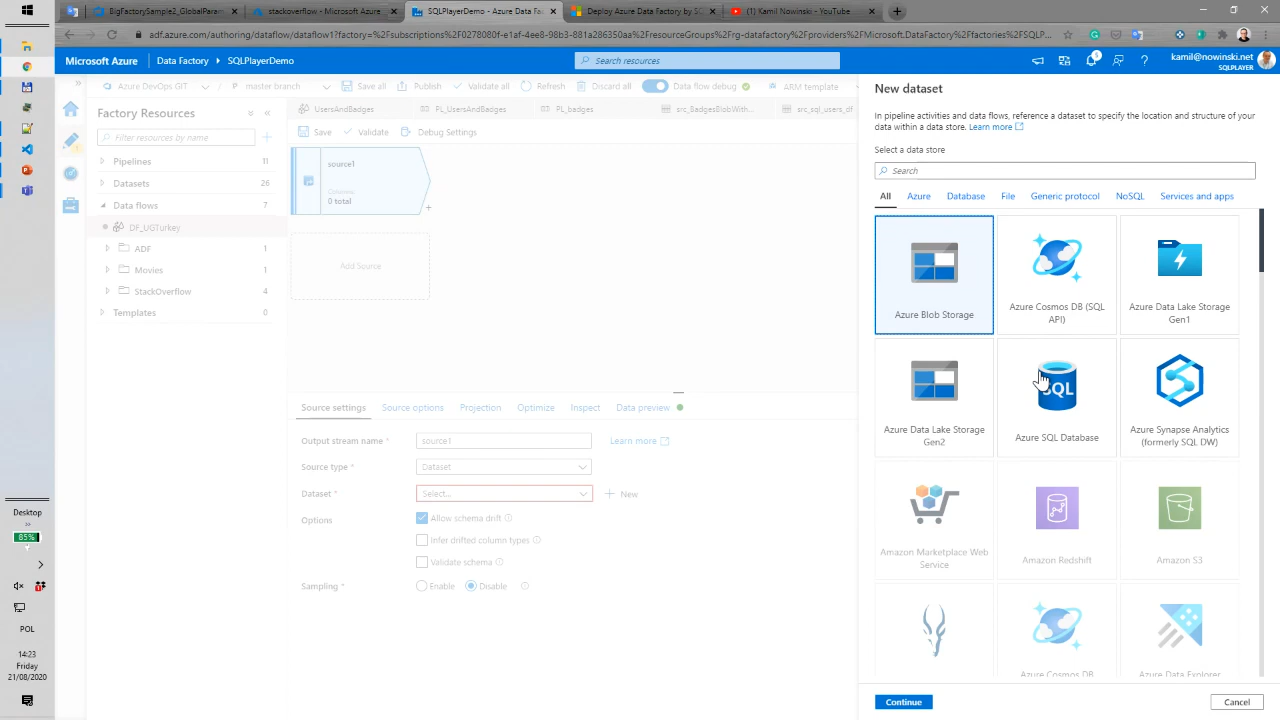 BigFactorySample2_GlobalParam
stackoverflow - Microsoft Azure
SQLPlayerDemo - Azure Data Fac
Deploy Azure Data Factory by SQ
(1) Kamil Nowinski - YouTube
adf.azure.com/authoring/dataflow/dataflow1?factory=%2Fsubscriptions%2F0278080f-e1af-4ee8-98b3-881a286350aa%2FresourceGroups%2Frg-datafactory%2Fproviders%2FMicrosoft.DataFactory%2Ffactories%2FSQLP...
Microsoft Azure
Data Factory
SQLPlayerDemo
Search resources
kamil@nowinski.net
SQLPLAYER
Azure DevOps GIT
master branch
Save all
Publish
Validate all
Refresh
Discard all
Data flow debug
ARM template
Factory Resources
Filter resources by name
Pipelines 11
Datasets 26
Data flows 7
DF_UGTurkey
ADF 1
Movies 1
StackOverflow 4
Templates 0
UsersAndBadges
PL_UsersAndBadges
PL_badges
src_BadgesBlobWith...
src_sql_users_df
Save
Validate
Debug Settings
source1
Columns:
0 total
Add Source
Source settings
Source options
Projection
Optimize
Inspect
Data preview
Output stream name *
source1
Learn more
Source type *
Dataset
Dataset *
Select...
New
Options
Allow schema drift
Infer drifted column types
Validate schema
Sampling *
Enable
Disable
New dataset
In pipeline activities and data flows, reference a dataset to specify the location and structure of your
data within a data store. Learn more
Select a data store
Search
All
Azure
Database
File
Generic protocol
NoSQL
Services and apps
Azure Blob Storage
Azure Cosmos DB (SQL
API)
Azure Data Lake Storage
Gen1
Azure Data Lake Storage
Gen2
SQL
Azure SQL Database
Azure Synapse Analytics
(formerly SQL DW)
Amazon Marketplace Web
Service
Amazon Redshift
Amazon S3
Azure Cosmos DB
Azure Data Explorer
Continue
Cancel
Desktop
85%
POL
14:23
Friday
21/08/2020